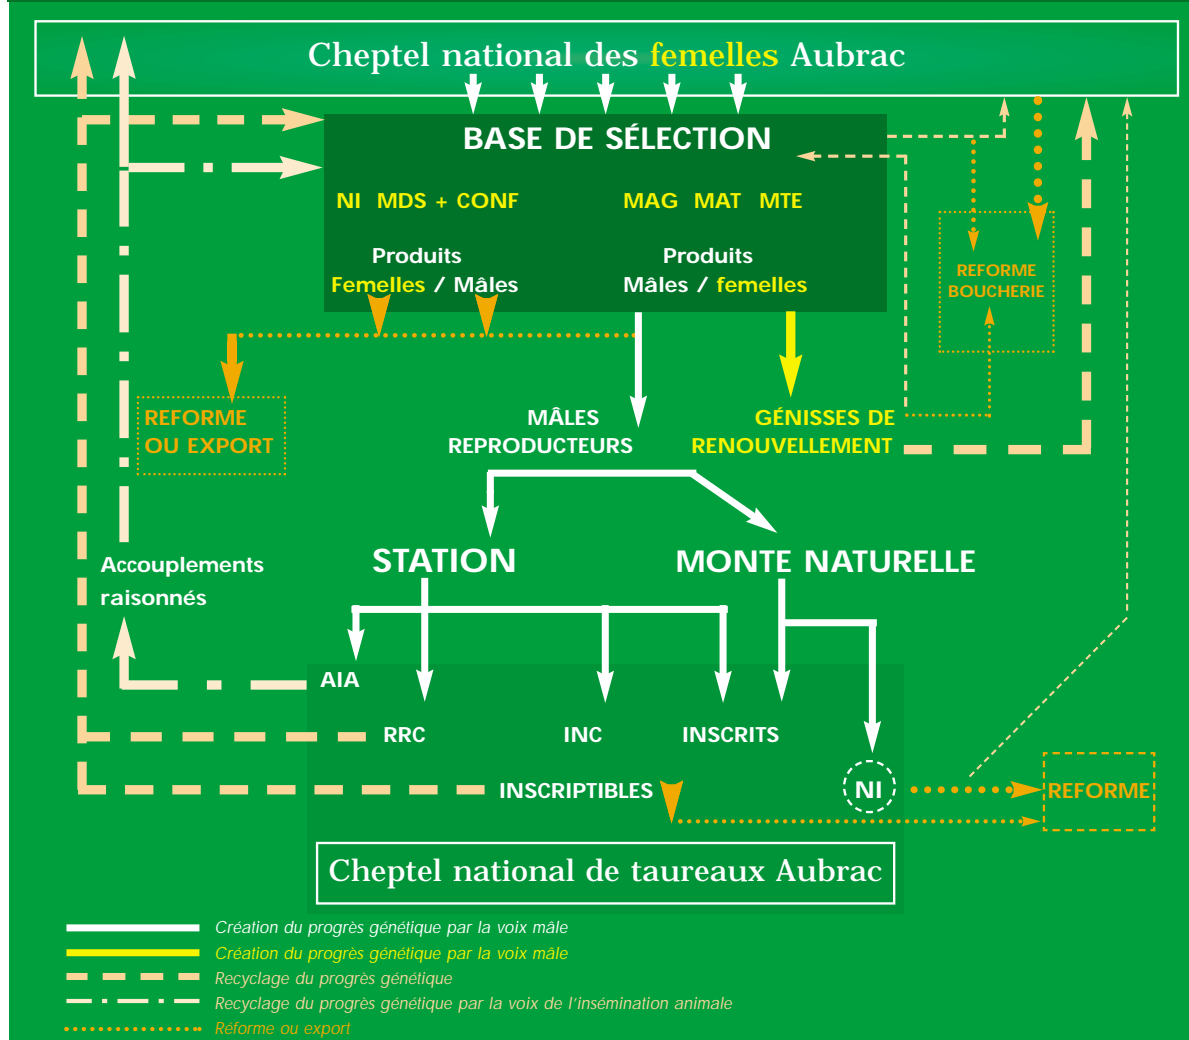 Cheptel national des femelles Aubrac
BASE DE SÉLECTION
NI MDS + CONF
MAG MAT MTE
Produits
Femelles / Mâles
Produits
Mâles / femelles
REFORME
BOUCHERIE
REFORME
OU EXPORT
MÂLES
REPRODUCTEURS
GÉNISSES DE
RENOUVELLEMENT
STATION
MONTE NATURELLE
Accouplements
raisonnés
AIA
RRC
INC
INSCRITS
INSCRIPTIBLES
NI
REFORME
Cheptel national de taureaux Aubrac
Création du progrès génétique par la voix mâle
Création du progrès génétique par la voix mâle
Recyclage du progrès génétique
Recyclage du progrès génétique par la voix de l'insémination animale
Réforme ou export